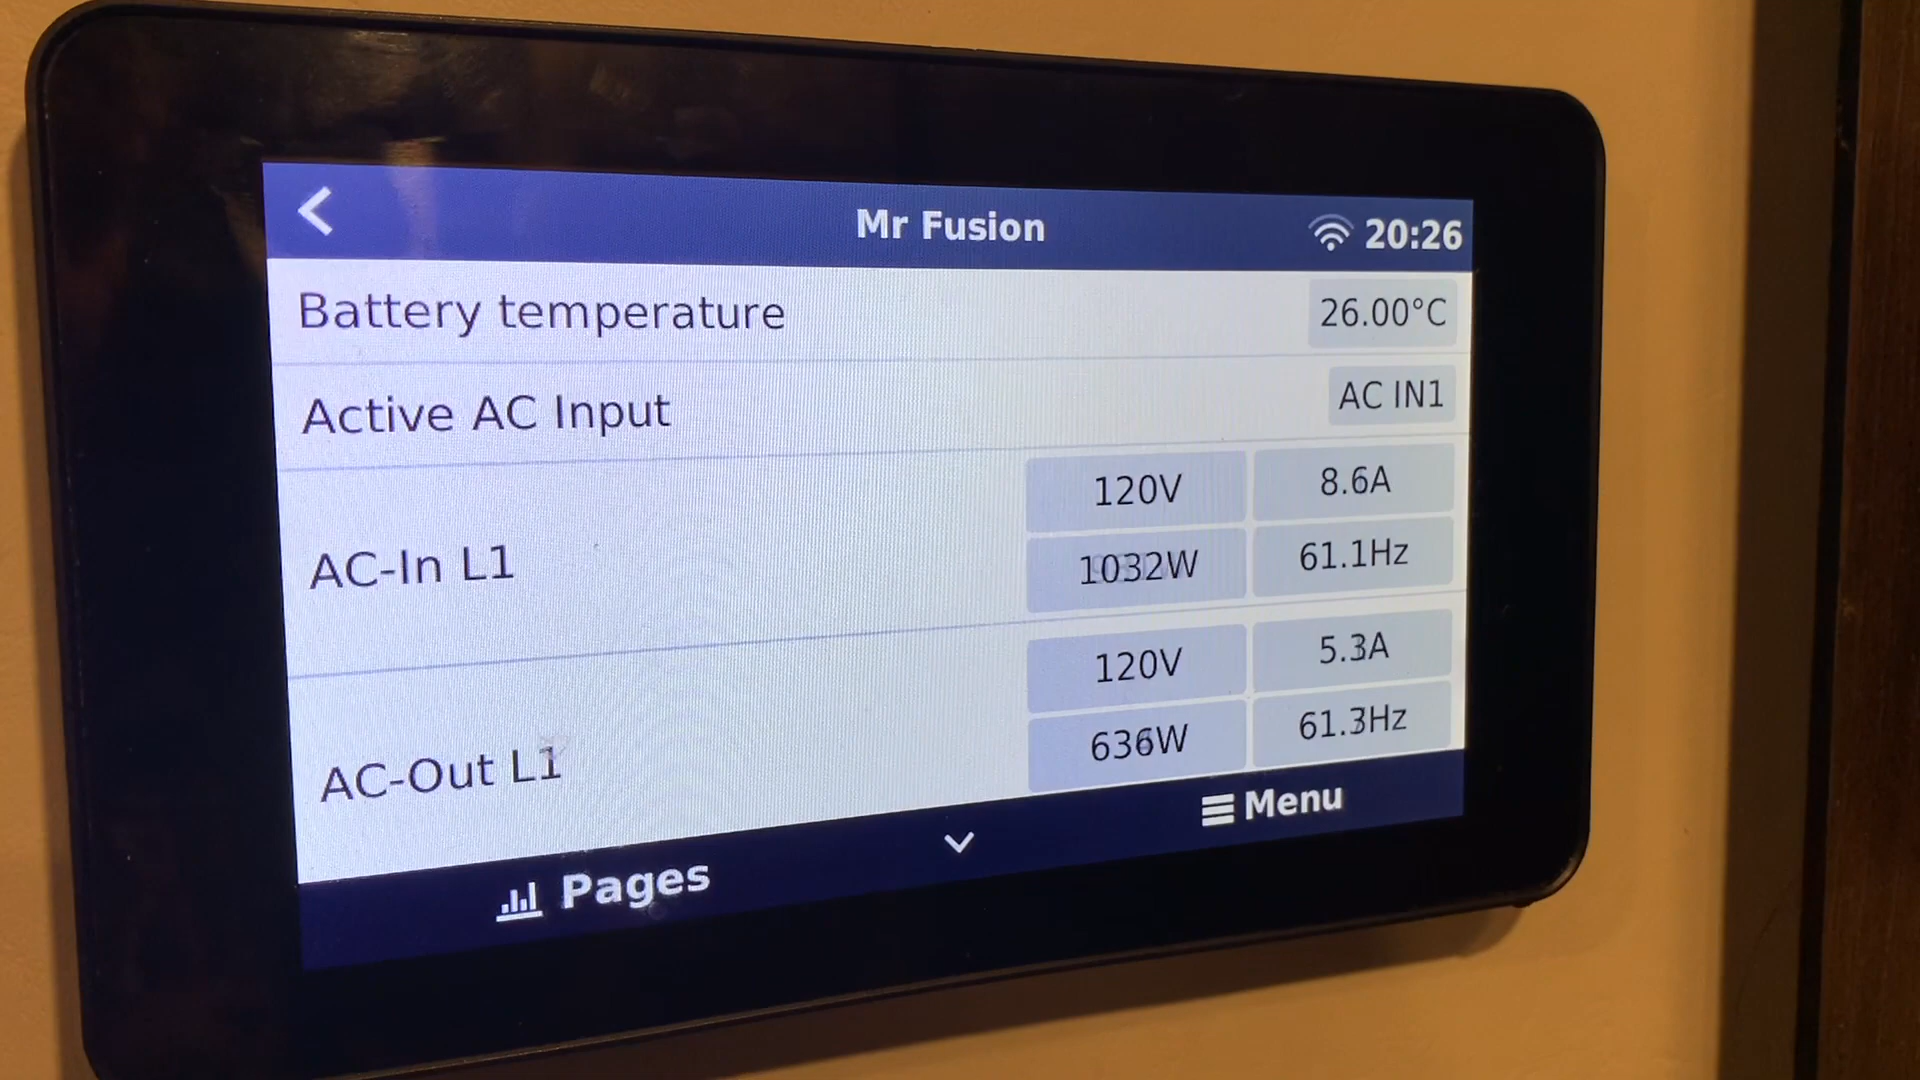 Mr Fusion
20:26
Battery temperature
26.00°C
Active AC Input
AC IN1
AC-In L1
120V
8.6A
1032W
61.1Hz
AC-Out L1
120V
5.3A
636W
61.3Hz
Pages
Menu